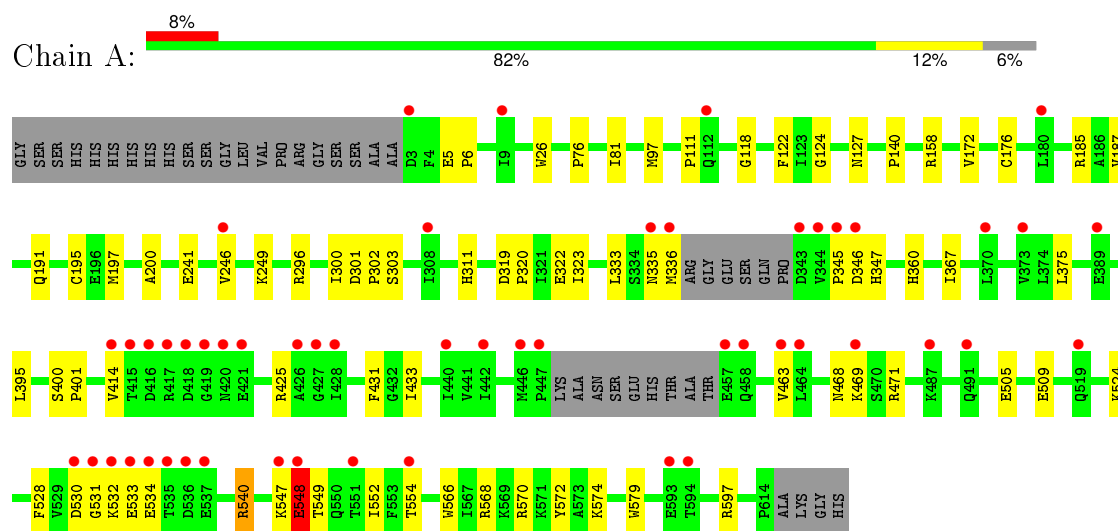 8%
Chain A:
82% 12% 6%
GLY SER SER HIS HIS HIS HIS HIS HIS SER SER GLY LEU VAL PRO ARG GLY SER SER ALA ALA D3 F4 E5 P6 I9 W26 P76 I81 M97 P111 Q112 G118 F122 I123 G124 N127 P140 R158 V172 C176 L180 R185 A186 V187
Q191 C195 E196 M197 A200 E241 V246 K249 R296 I300 D301 P302 S303 I308 H311 D319 P320 I321 E322 I323 L333 S334 N335 M336 ARG GLY GLU SER GLN PRO D343 V344 P345 D346 H347 H360 I367 L370 V373 L374 L375 E389
L395 S400 P401 V414 T415 D416 R417 D418 G419 N420 E421 R425 A426 G427 I428 F431 G432 I433 I440 V441 I442 M446 P447 LYS ALA ASN SER GLU HIS THR ALA THR E457 Q458 V463 L464 N468 K469 S470 R471 K487 Q491 E505 E509 Q519 K524
F528 V529 D530 G531 K532 E533 E534 T535 D536 E537 R540 K547 E548 T549 Q550 T551 I552 F553 T554 W566 I567 R568 K569 R570 K571 Y572 A573 K574 W579 E593 T594 R597 P614 ALA LYS GLY HIS